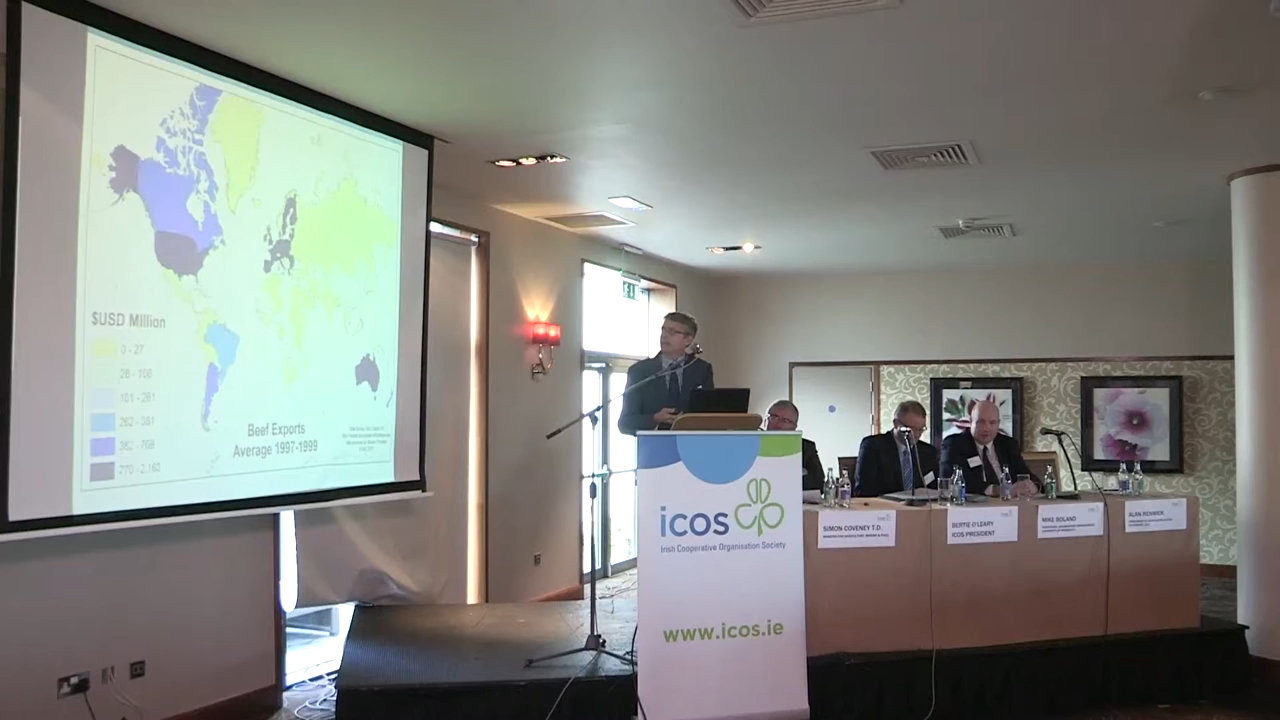 $USD Million
0 - 27
28 - 100
101 - 261
262 - 381
382 - 769
770 - 2,162
Beef Exports
Average 1997-1999
icos
Irish Cooperative Organisation Society
www.icos.ie
SIMON COVENEY T.D.
BERTIE O'LEARY
ICOS PRESIDENT
MIKE BOLAND
ALAN RENWICK